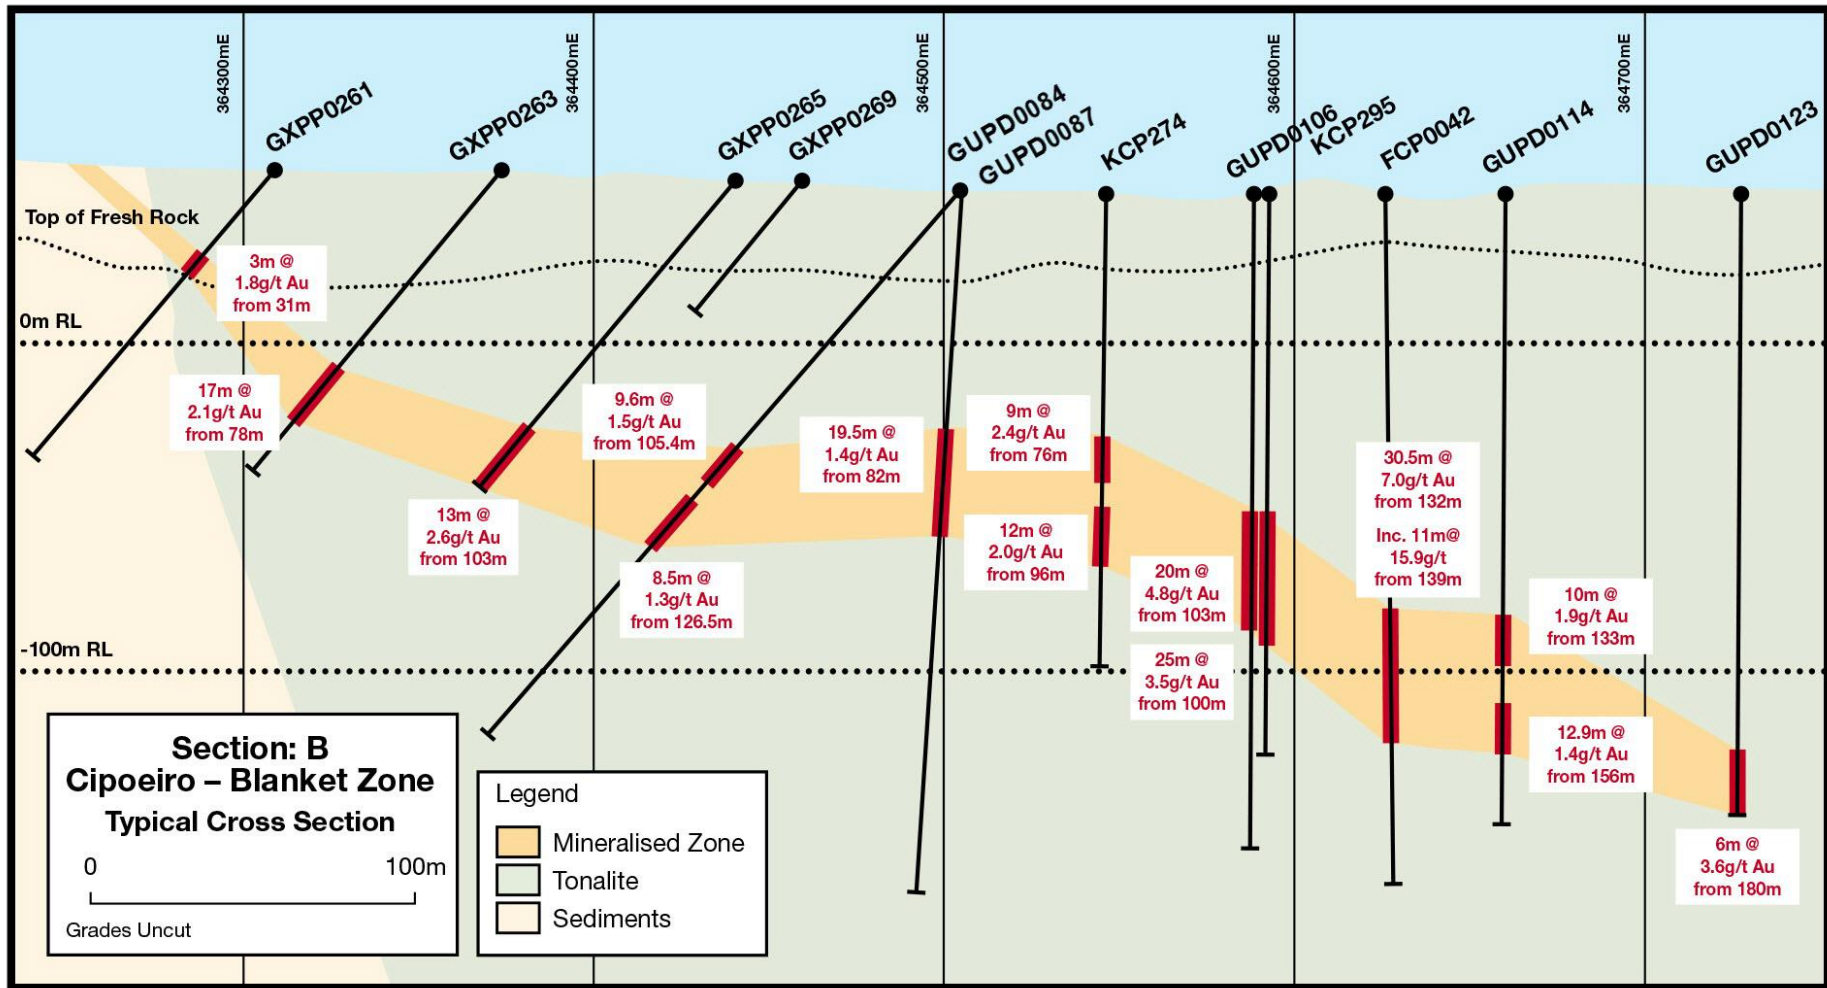 364300mE
364400mE
364500mE
364600mE
364700mE
GXPP0261
GXPP0263
GXPP0265
GXPP0269
GUPD0084
GUPD0087
KCP274
GUPD0106
KCP295
FCP0042
GUPD0114
GUPD0123
Top of Fresh Rock
3m @
1.8g/t Au
from 31m
0m RL
17m @
2.1g/t Au
from 78m
9.6m @
1.5g/t Au
from 105.4m
19.5m @
1.4g/t Au
from 82m
9m @
2.4g/t Au
from 76m
30.5m @
7.0g/t Au
from 132m
Inc. 11m@
15.9g/t
from 139m
13m @
2.6g/t Au
from 103m
12m @
2.0g/t Au
from 96m
8.5m @
1.3g/t Au
from 126.5m
20m @
4.8g/t Au
from 103m
10m @
1.9g/t Au
from 133m
-100m RL
25m @
3.5g/t Au
from 100m
12.9m @
1.4g/t Au
from 156m
6m @
3.6g/t Au
from 180m
Section: B
Cipoeiro – Blanket Zone
Typical Cross Section
0 100m
Grades Uncut
Legend
Mineralised Zone
Tonalite
Sediments